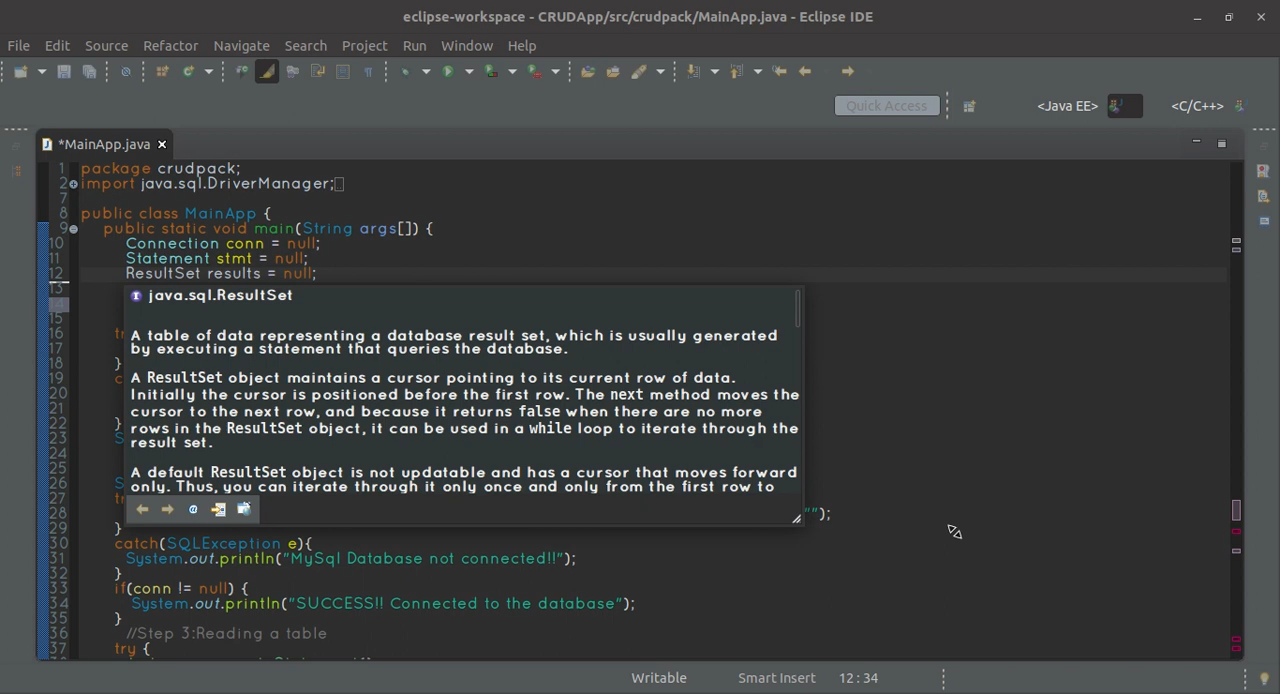 eclipse-workspace - CRUDApp/src/crudpack/MainApp.java - Eclipse IDE
File Edit Source Refactor Navigate Search Project Run Window Help
Quick Access <Java EE> <C/C++>
*MainApp.java
1 package crudpack;
2 import java.sql.DriverManager;
7
8 public class MainApp {
9 public static void main(String args[]) {
10 Connection conn = null;
11 Statement stmt = null;
12 ResultSet results = null;
13
14
15
16 tr
17
18 }
19 c
20
21
22 }
23 S
24
25
26 S
27 tr
28 "");
29 }
java.sql.ResultSet
A table of data representing a database result set, which is usually generated
by executing a statement that queries the database.
A ResultSet object maintains a cursor pointing to its current row of data.
Initially the cursor is positioned before the first row. The next method moves the
cursor to the next row, and because it returns false when there are no more
rows in the ResultSet object, it can be used in a while loop to iterate through the
result set.
A default ResultSet object is not updatable and has a cursor that moves forward
only. Thus, you can iterate through it only once and only from the first row to
30 catch(SQLException e){
31 System.out.println("MySql Database not connected!!");
32 }
33 if(conn != null) {
34 System.out.println("SUCCESS!! Connected to the database");
35 }
36 //Step 3:Reading a table
37 try {
Writable Smart Insert 12:34